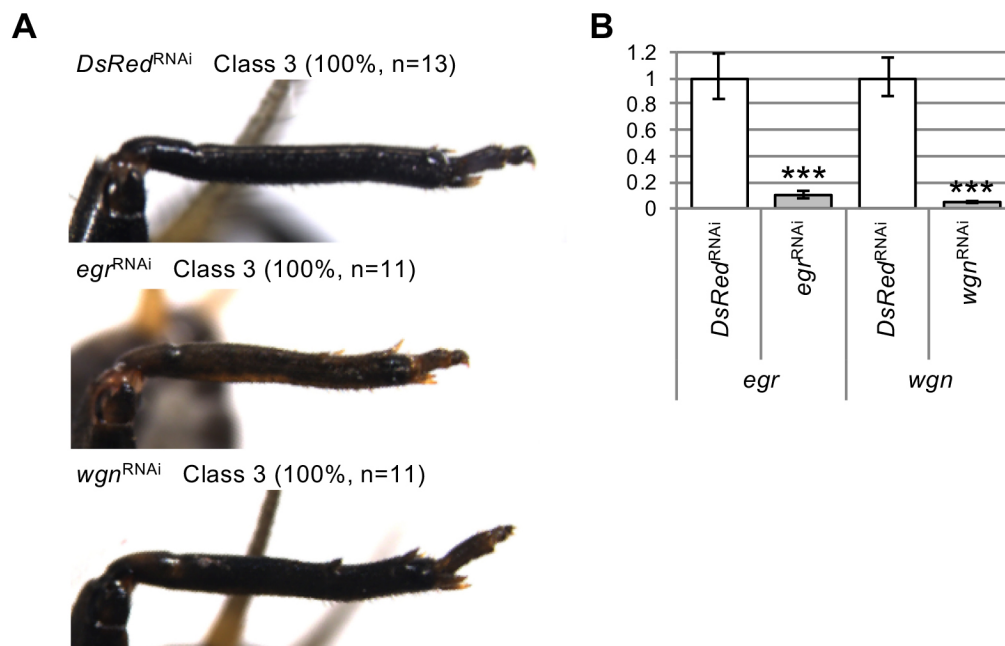 A
DsRedRNAi Class 3 (100%, n=13)
egrRNAi Class 3 (100%, n=11)
wgnRNAi Class 3 (100%, n=11)
B
1.2
1
0.8
0.6
0.4
0.2
0
***
***
DsRedRNAi
egrRNAi
DsRedRNAi
wgnRNAi
egr
wgn